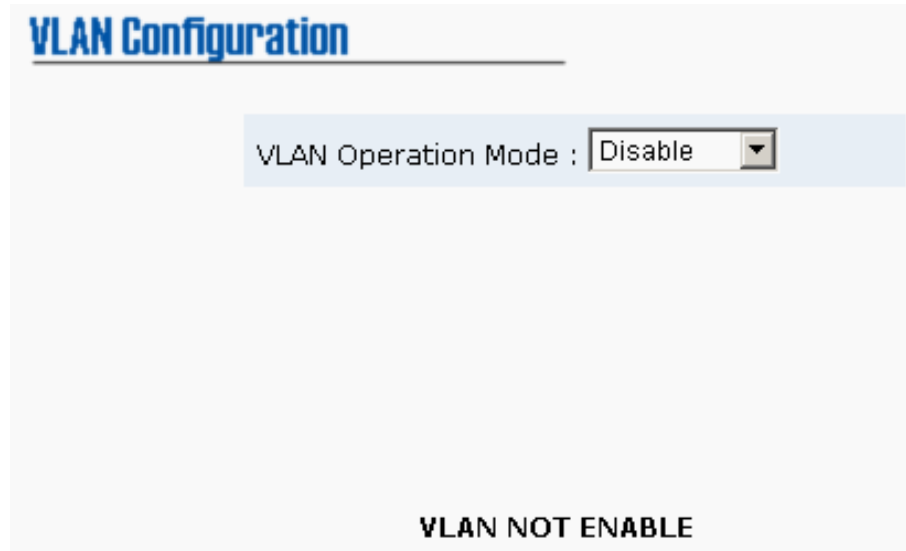 VLAN Configuration
VLAN Operation Mode : Disable
VLAN NOT ENABLE